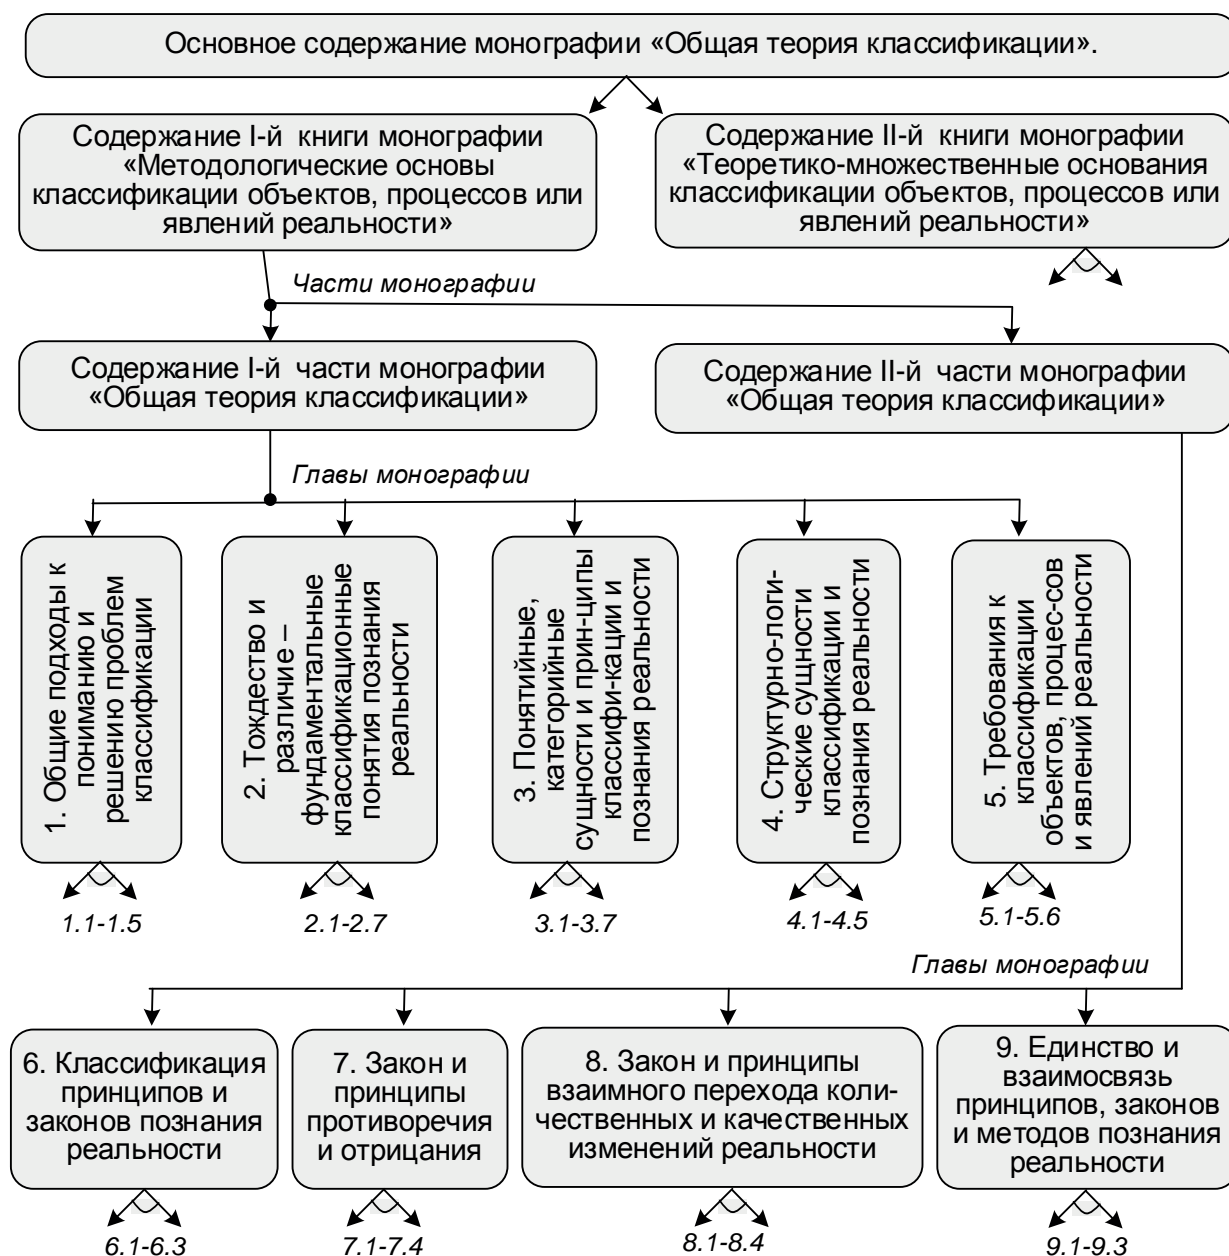 Основное содержание монографии «Общая теория классификации».
Содержание I-й книги монографии
«Методологические основы
классификации объектов, процессов или
явлений реальности»
Содержание II-й книги монографии
«Теоретико-множественные основания
классификации объектов, процессов или
явлений реальности»
Части монографии
Содержание I-й части монографии
«Общая теория классификации»
Содержание II-й части монографии
«Общая теория классификации»
Главы монографии
1. Общие подходы к
пониманию и
решению проблем
классификации
2. Тождество и
различие –
фундаментальные
классификационные
понятия познания
реальности
3. Понятийные,
категорийные
сущности и прин-ципы
классифи-кации и
познания реальности
4. Структурно-логи-
ческие сущности
классификации и
познания реальности
5. Требования к
классификации
объектов, процес-сов
и явлений реальности
1.1-1.5
2.1-2.7
3.1-3.7
4.1-4.5
5.1-5.6
Главы монографии
6. Классификация
принципов и
законов познания
реальности
7. Закон и
принципы
противоречия
и отрицания
8. Закон и принципы
взаимного перехода коли-
чественных и качественных
изменений реальности
9. Единство и
взаимосвязь
принципов, законов
и методов познания
реальности
6.1-6.3
7.1-7.4
8.1-8.4
9.1-9.3